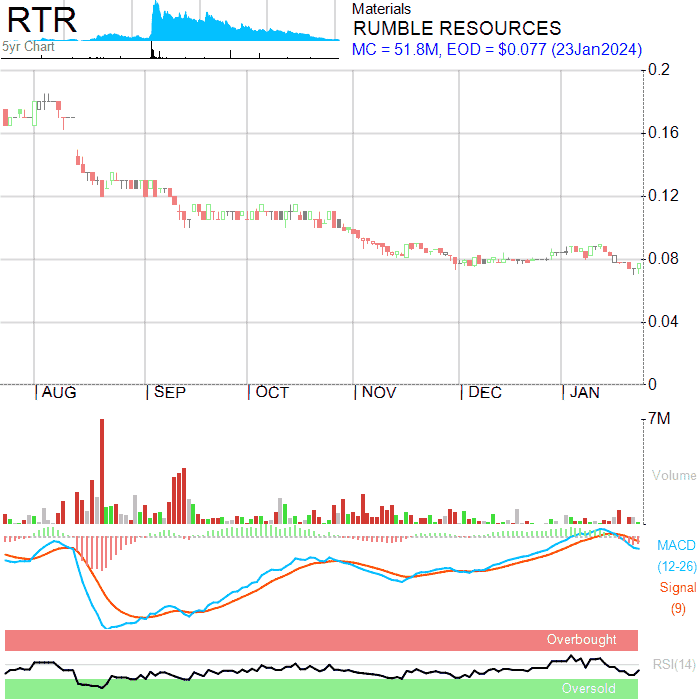 RTR
5yr Chart
Materials
RUMBLE RESOURCES
MC = 51.8M, EOD = $0.077 (23Jan2024)
0.2
0.16
0.12
0.08
0.04
0
AUG SEP OCT NOV DEC JAN
7M
Volume
MACD
(12-26)
Signal
(9)
Overbought
RSI(14)
Oversold